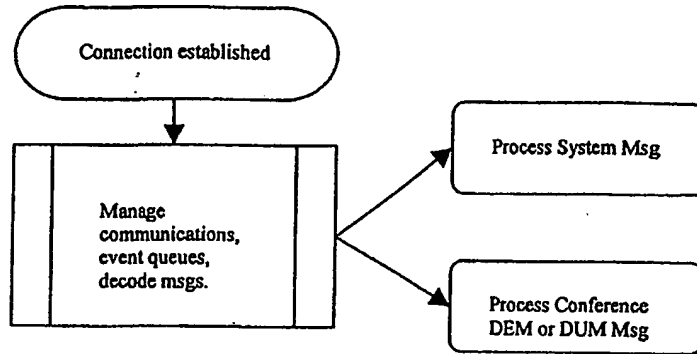 Connection established
Process System Msg
Manage
communications,
event queues,
decode msgs.
Process Conference
DEM or DUM Msg